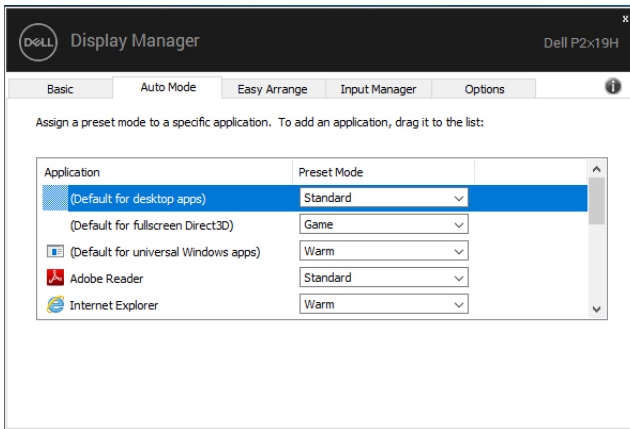 x
DELL Display Manager Dell P2x19H
Basic Auto Mode Easy Arrange Input Manager Options i
Assign a preset mode to a specific application. To add an application, drag it to the list:
Application Preset Mode
(Default for desktop apps) Standard
(Default for fullscreen Direct3D) Game
(Default for universal Windows apps) Warm
Adobe Reader Standard
Internet Explorer Warm